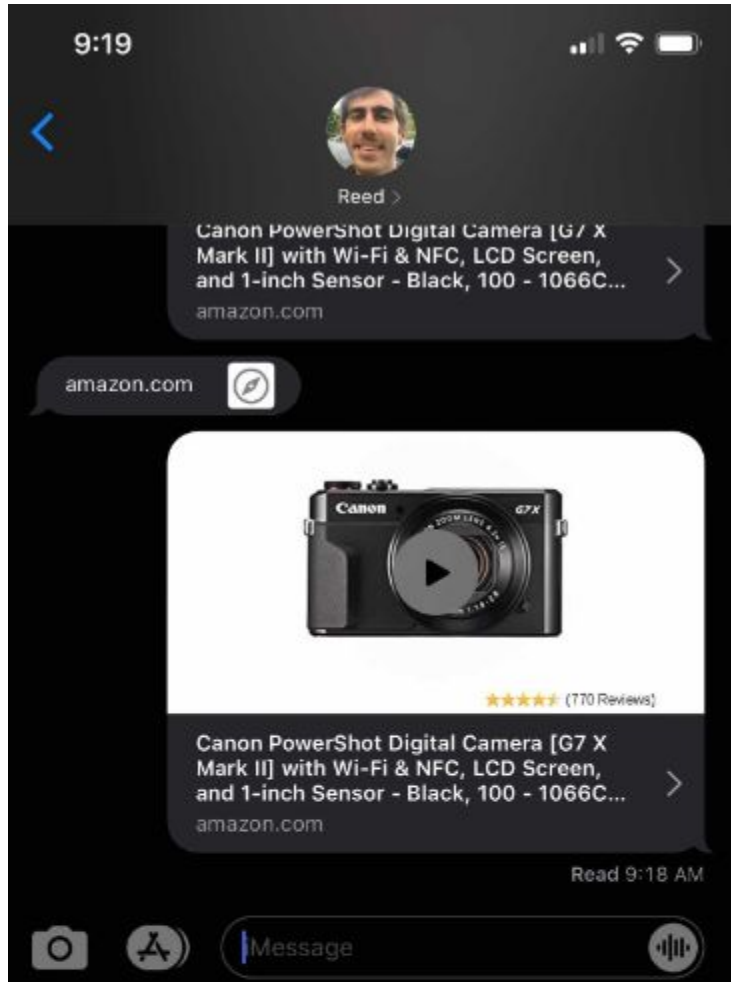 9:19
Reed >
Canon PowerShot Digital Camera [G7 X
Mark II] with Wi-Fi & NFC, LCD Screen,
and 1-inch Sensor - Black, 100 - 1066C...
amazon.com
amazon.com
Canon
G7X
ZOOM LENS
(770 Reviews)
Canon PowerShot Digital Camera [G7 X
Mark II] with Wi-Fi & NFC, LCD Screen,
and 1-inch Sensor - Black, 100 - 1066C...
amazon.com
Read 9:18 AM
iMessage